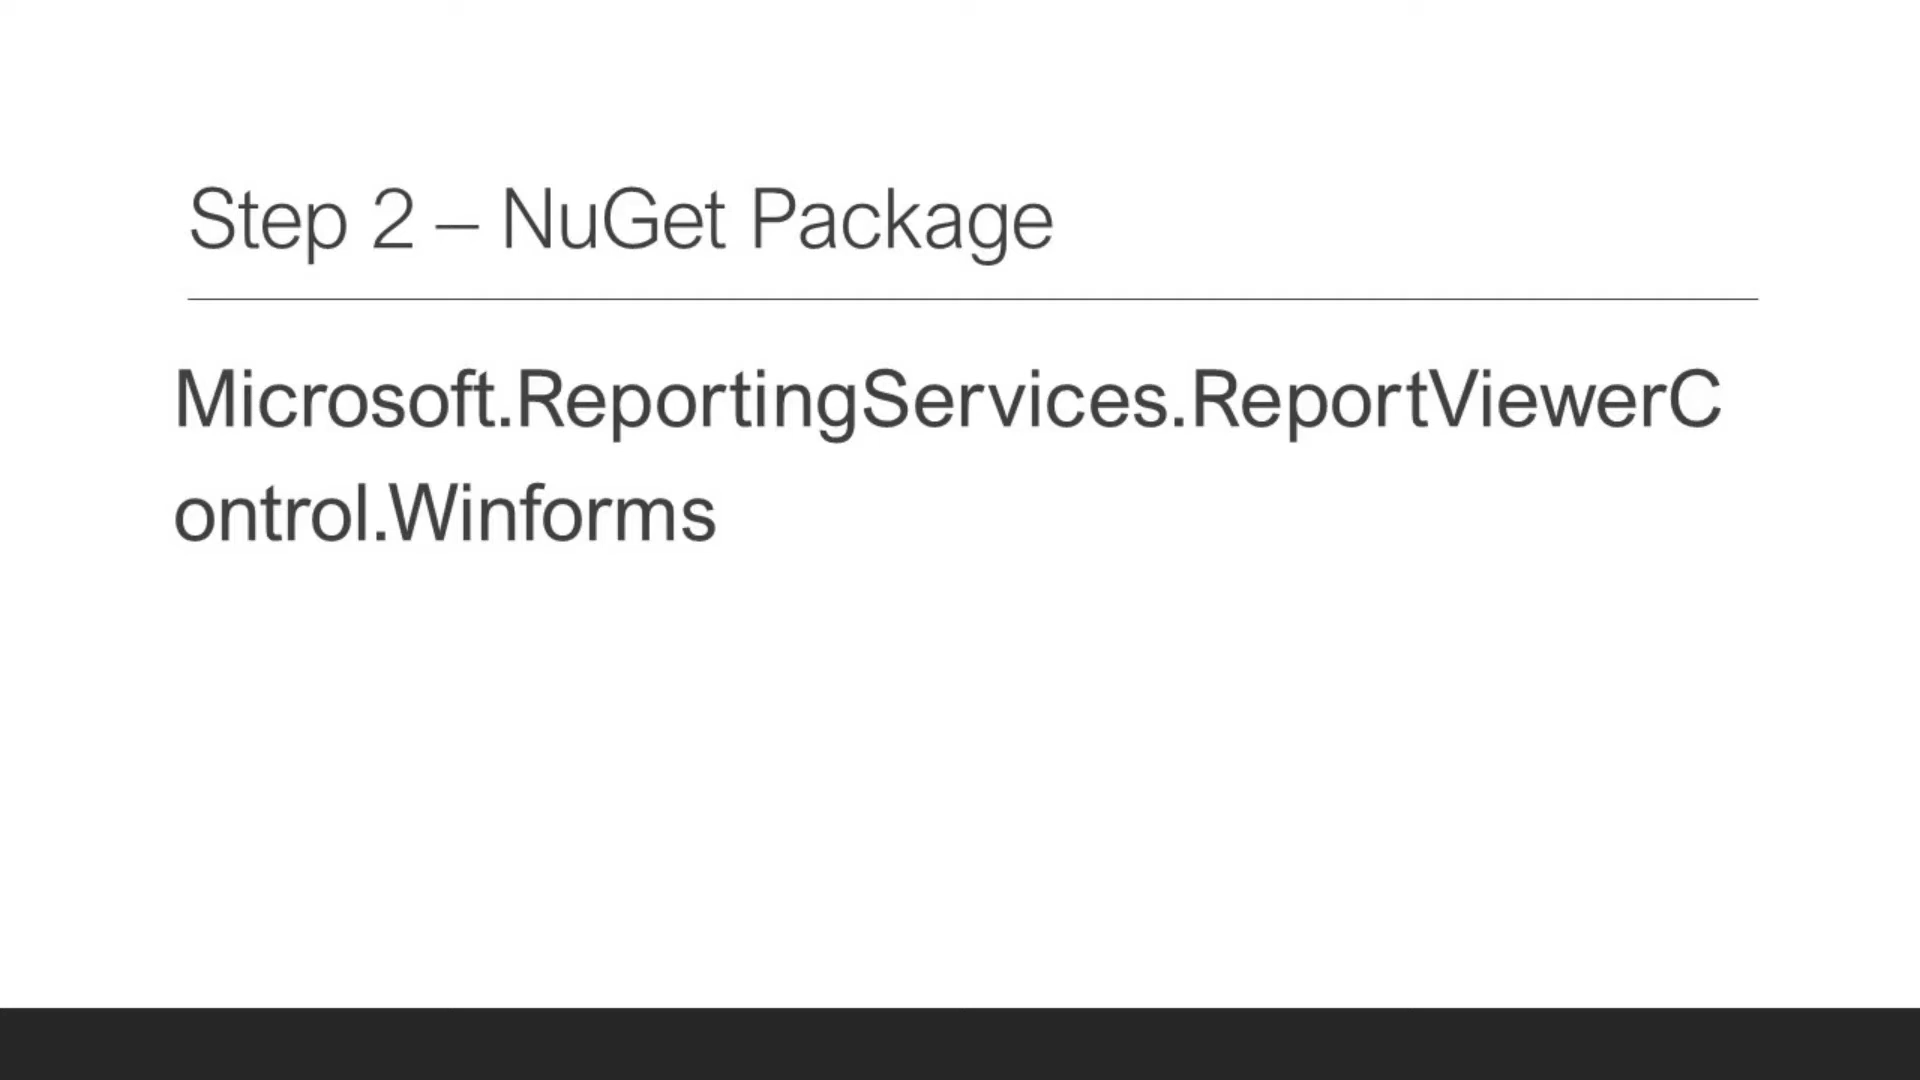 Step 2 – NuGet Package
Microsoft.ReportingServices.ReportViewerC
ontrol.Winforms